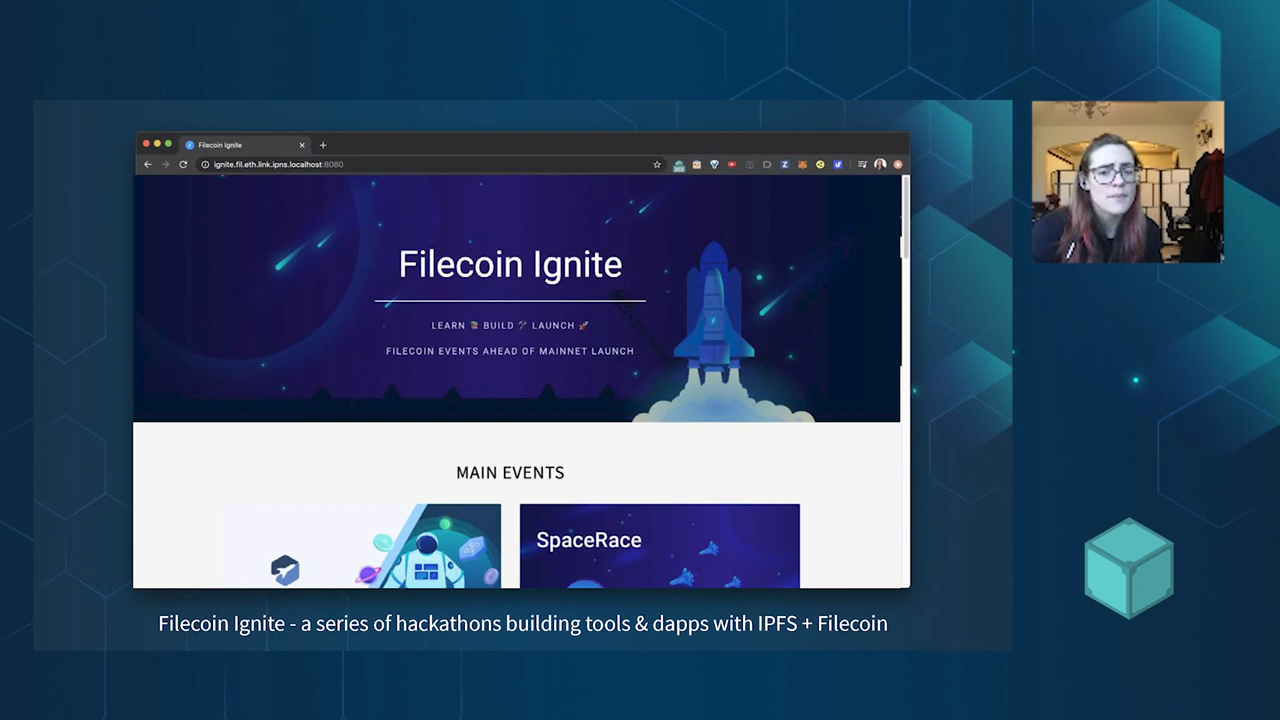 Filecoin Ignite
ignite.fil.eth.link.ipns.localhost:8080
Filecoin Ignite
LEARN 📚 BUILD 🛠 LAUNCH 🚀
FILECOIN EVENTS AHEAD OF MAINNET LAUNCH
MAIN EVENTS
SpaceRace
Filecoin Ignite - a series of hackathons building tools & dapps with IPFS + Filecoin